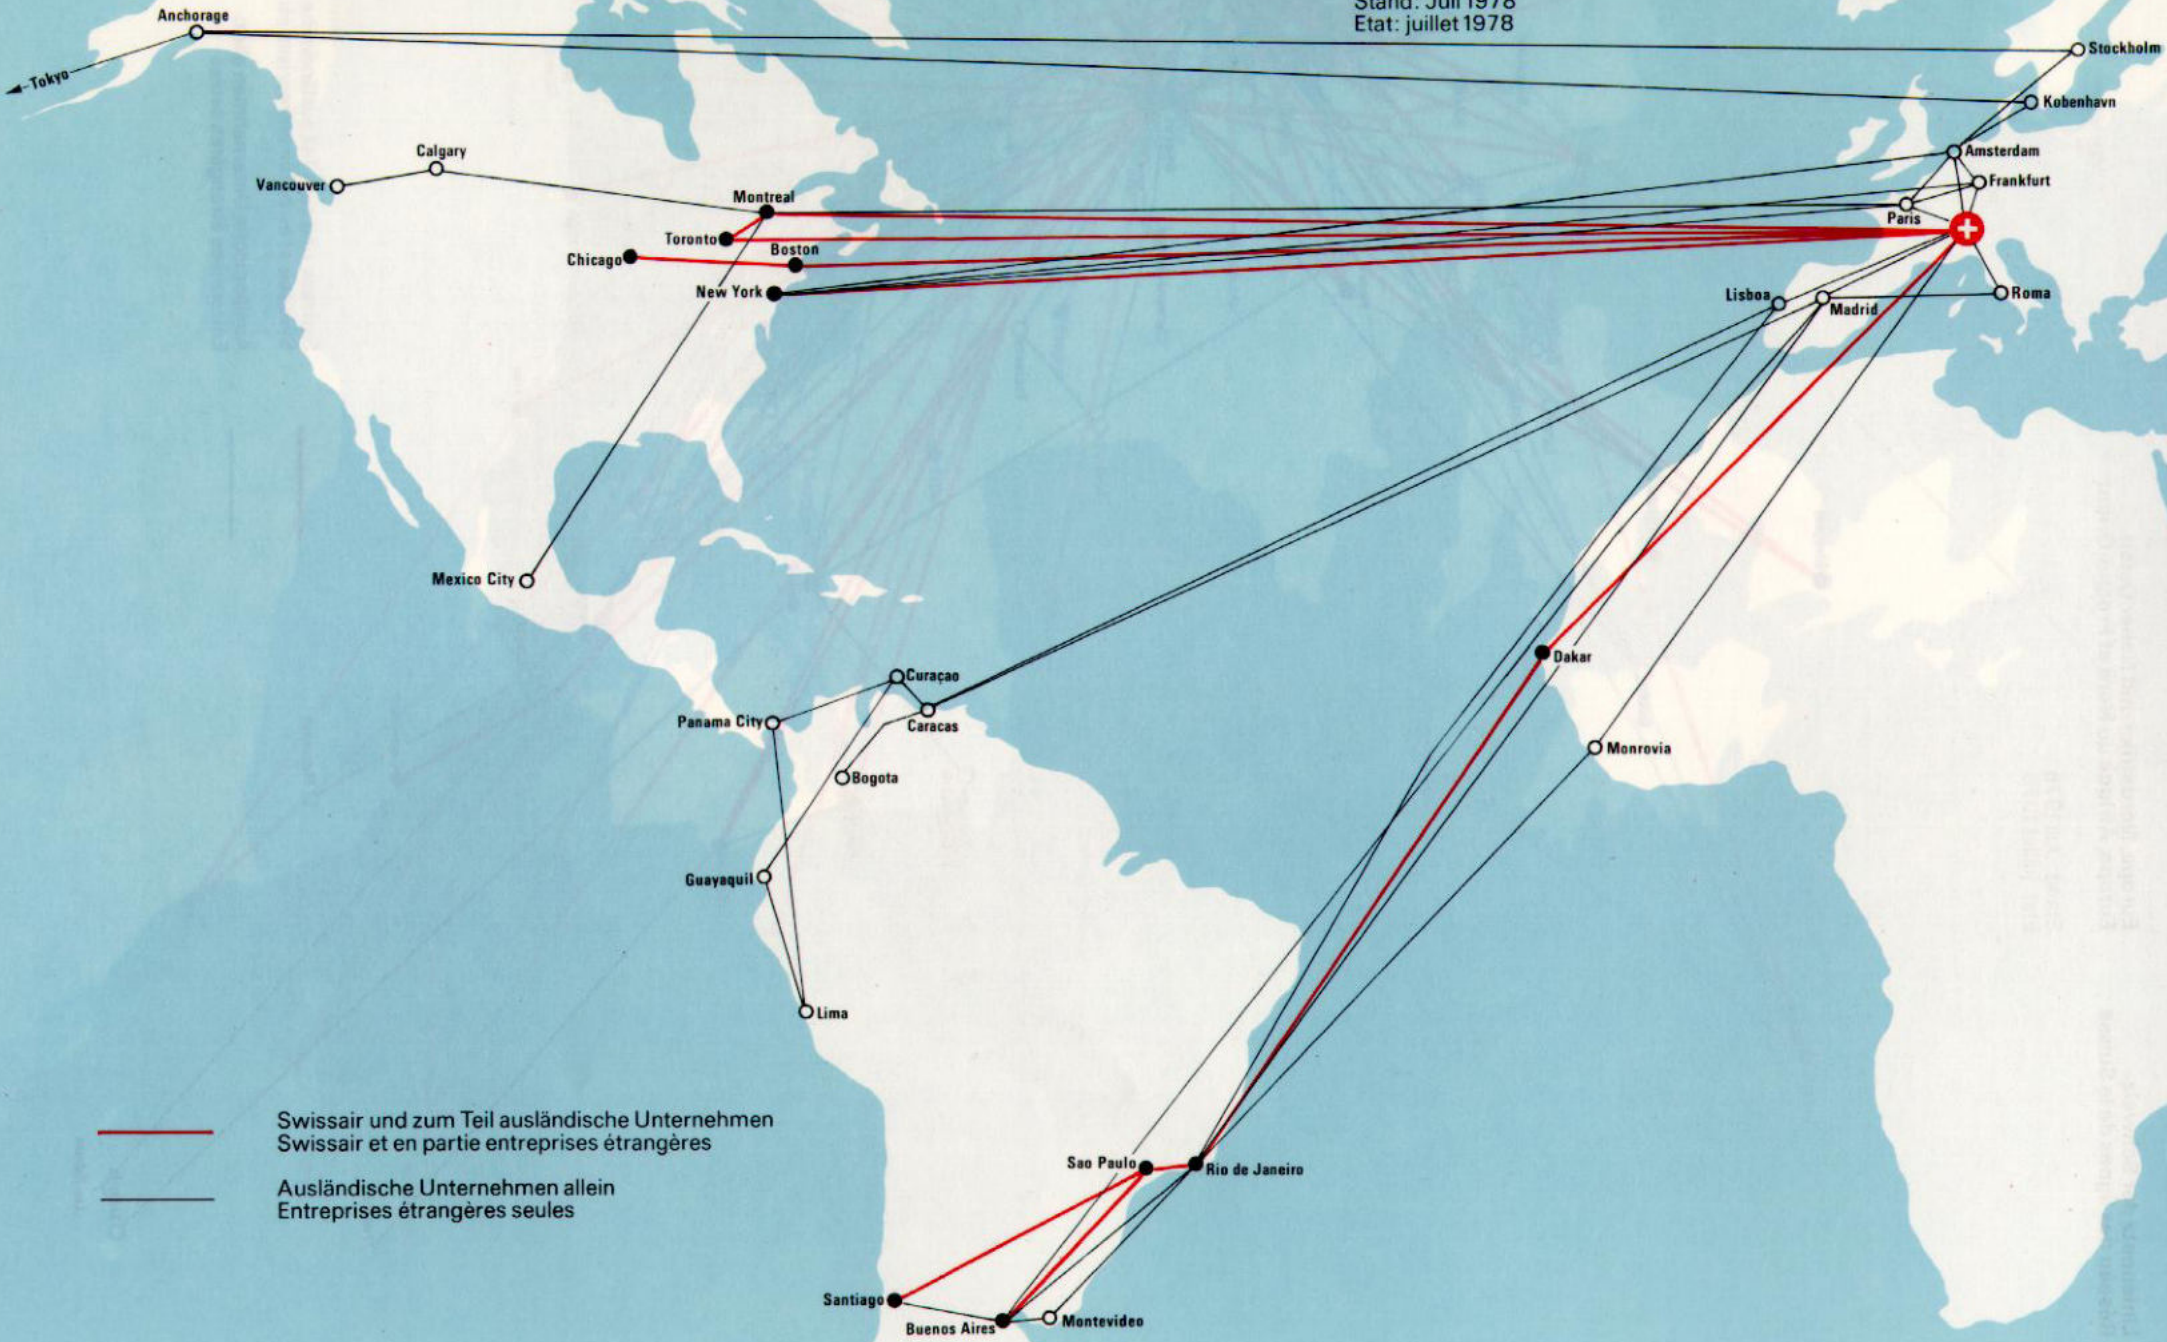 Stand: Juli 1978
Etat: juillet 1978
Anchorage
Tokyo
Stockholm
Kobenhavn
Amsterdam
Frankfurt
Paris
Calgary
Vancouver
Montreal
Toronto
Boston
Chicago
New York
Lisboa
Madrid
Roma
Mexico City
Dakar
Curaçao
Panama City
Caracas
Monrovia
Bogota
Guayaquil
Lima
Swissair und zum Teil ausländische Unternehmen
Swissair et en partie entreprises étrangères
Ausländische Unternehmen allein
Entreprises étrangères seules
Sao Paulo
Rio de Janeiro
Santiago
Buenos Aires
Montevideo